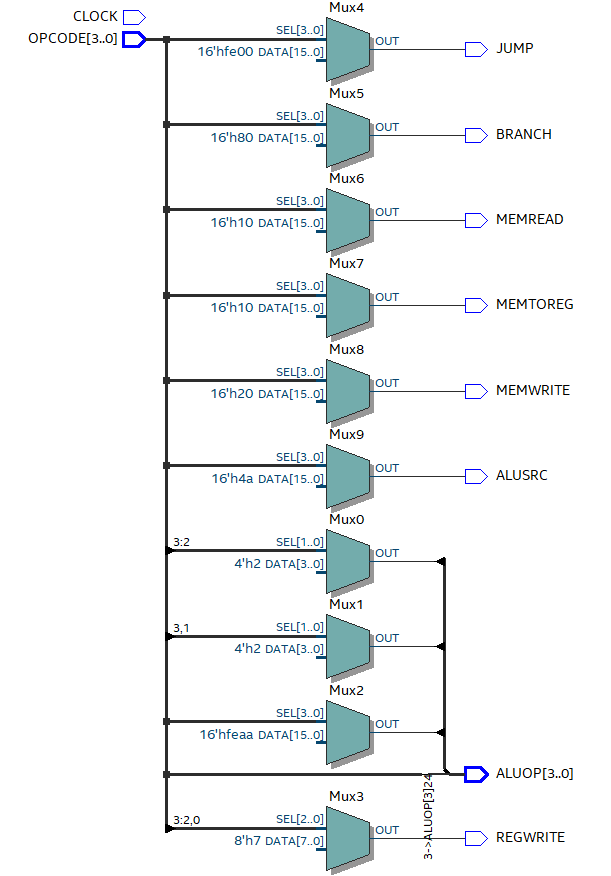 Mux4
CLOCK
OPCODE[3..0]
SEL[3..0]
16'hfe00 DATA[15..0]
OUT
JUMP
Mux5
SEL[3..0]
16'h80 DATA[15..0]
OUT
BRANCH
Mux6
SEL[3..0]
16'h10 DATA[15..0]
OUT
MEMREAD
Mux7
SEL[3..0]
16'h10 DATA[15..0]
OUT
MEMTOREG
Mux8
SEL[3..0]
16'h20 DATA[15..0]
OUT
MEMWRITE
Mux9
SEL[3..0]
16'h4a DATA[15..0]
OUT
ALUSRC
Mux0
3:2
SEL[1..0]
4'h2 DATA[3..0]
OUT
Mux1
3,1
SEL[1..0]
4'h2 DATA[3..0]
OUT
Mux2
SEL[3..0]
16'hfeaa DATA[15..0]
OUT
ALUOP[3..0]
3->ALUOP[3]24
Mux3
3:2,0
SEL[2..0]
8'h7 DATA[7..0]
OUT
REGWRITE